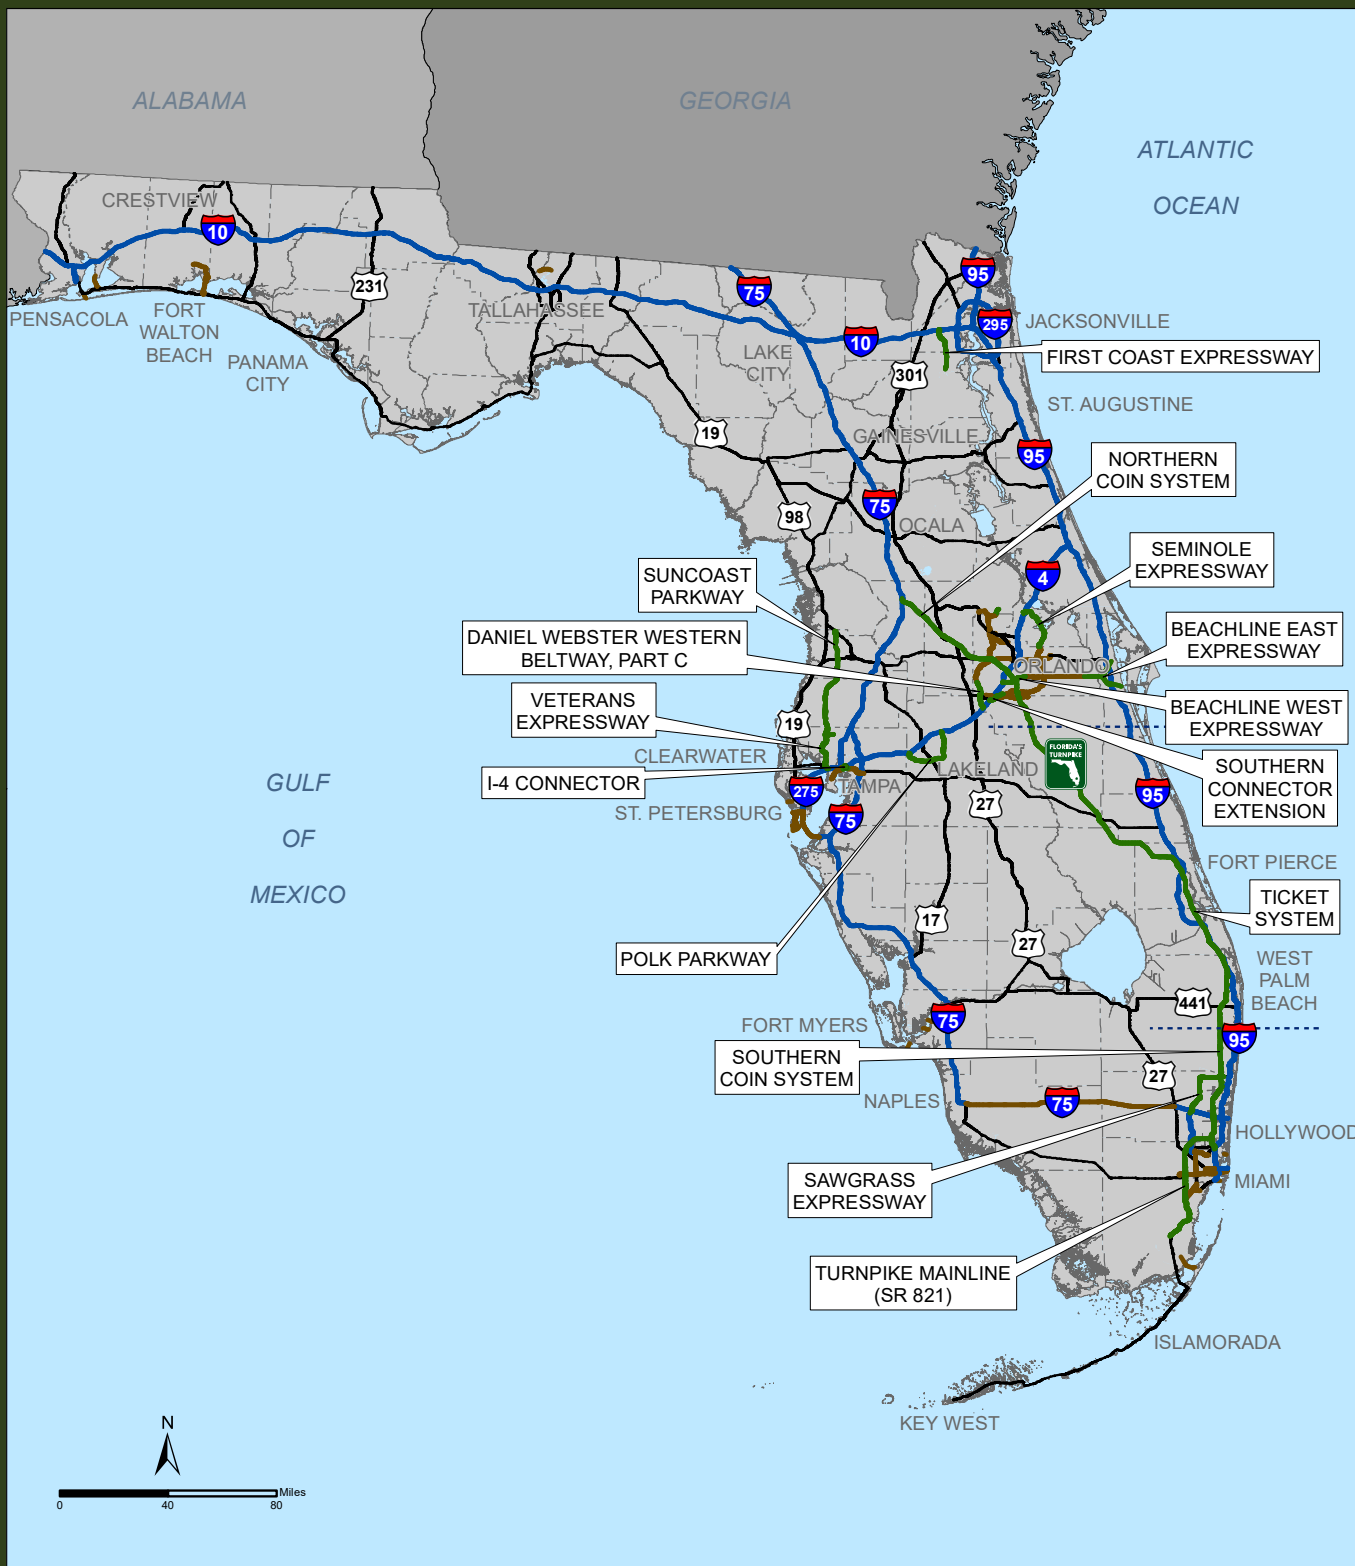 ALABAMA
GEORGIA
ATLANTIC
OCEAN
CRESTVIEW
10
95
231
75
TALLAHASSEE
PENSACOLA
FORT
WALTON
BEACH
PANAMA
CITY
LAKE
CITY
10
295
JACKSONVILLE
FIRST COAST EXPRESSWAY
301
ST. AUGUSTINE
19
GAINESVILLE
95
NORTHERN
COIN SYSTEM
75
98
OCALA
SUNCOAST
PARKWAY
4
SEMINOLE
EXPRESSWAY
DANIEL WEBSTER WESTERN
BELTWAY, PART C
ORLANDO
BEACHLINE EAST
EXPRESSWAY
VETERANS
EXPRESSWAY
BEACHLINE WEST
EXPRESSWAY
19
CLEARWATER
I-4 CONNECTOR
LAKELAND
FLORIDA'S
TURNPIKE
SOUTHERN
CONNECTOR
EXTENSION
GULF
OF
MEXICO
275
TAMPA
ST. PETERSBURG
75
27
95
FORT PIERCE
TICKET
SYSTEM
17
27
POLK PARKWAY
WEST
PALM
BEACH
441
FORT MYERS
75
95
SOUTHERN
COIN SYSTEM
27
NAPLES
75
HOLLYWOOD
SAWGRASS
EXPRESSWAY
MIAMI
TURNPIKE MAINLINE
(SR 821)
ISLAMORADA
KEY WEST
N
Miles
0
40
80